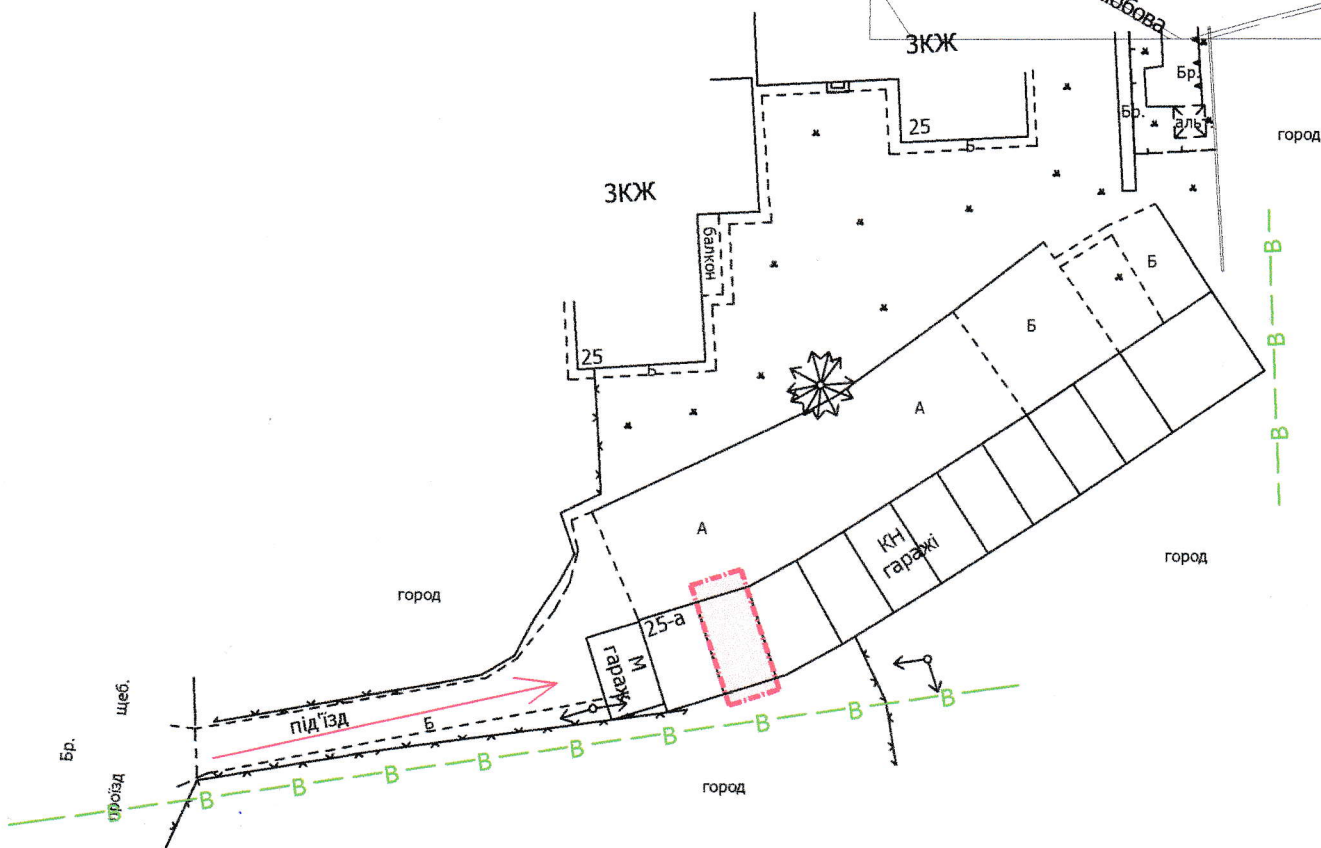 ЗКЖ
Бр.
Бр.
аль
город
25
Б
ЗКЖ
балкон
25
Б
Б
Б
А
А
КН
гаражі
город
город
25-а
М
гараж
під'їзд
Б
щеб.
Бр.
проїзд
город
В
В
В
В
В
В
В
В
В
В
В
В
В